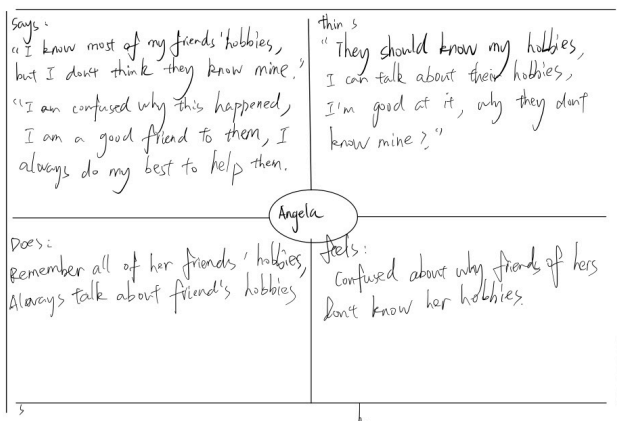 Says:
"I know most of my friends' hobbies,
but I don't think they know mine."
"I am confused why this happened,
I am a good friend to them, I
always do my best to help them.
thin s
"They should know my hobbies,
I can talk about their hobbies,
I'm good at it, why they dont
know mine?"
Angela
Does:
Remember all of her friends' hobbies,
Always talk about friend's hobbies
feels:
Confused about why friends of hers
Don't know her hobbies.